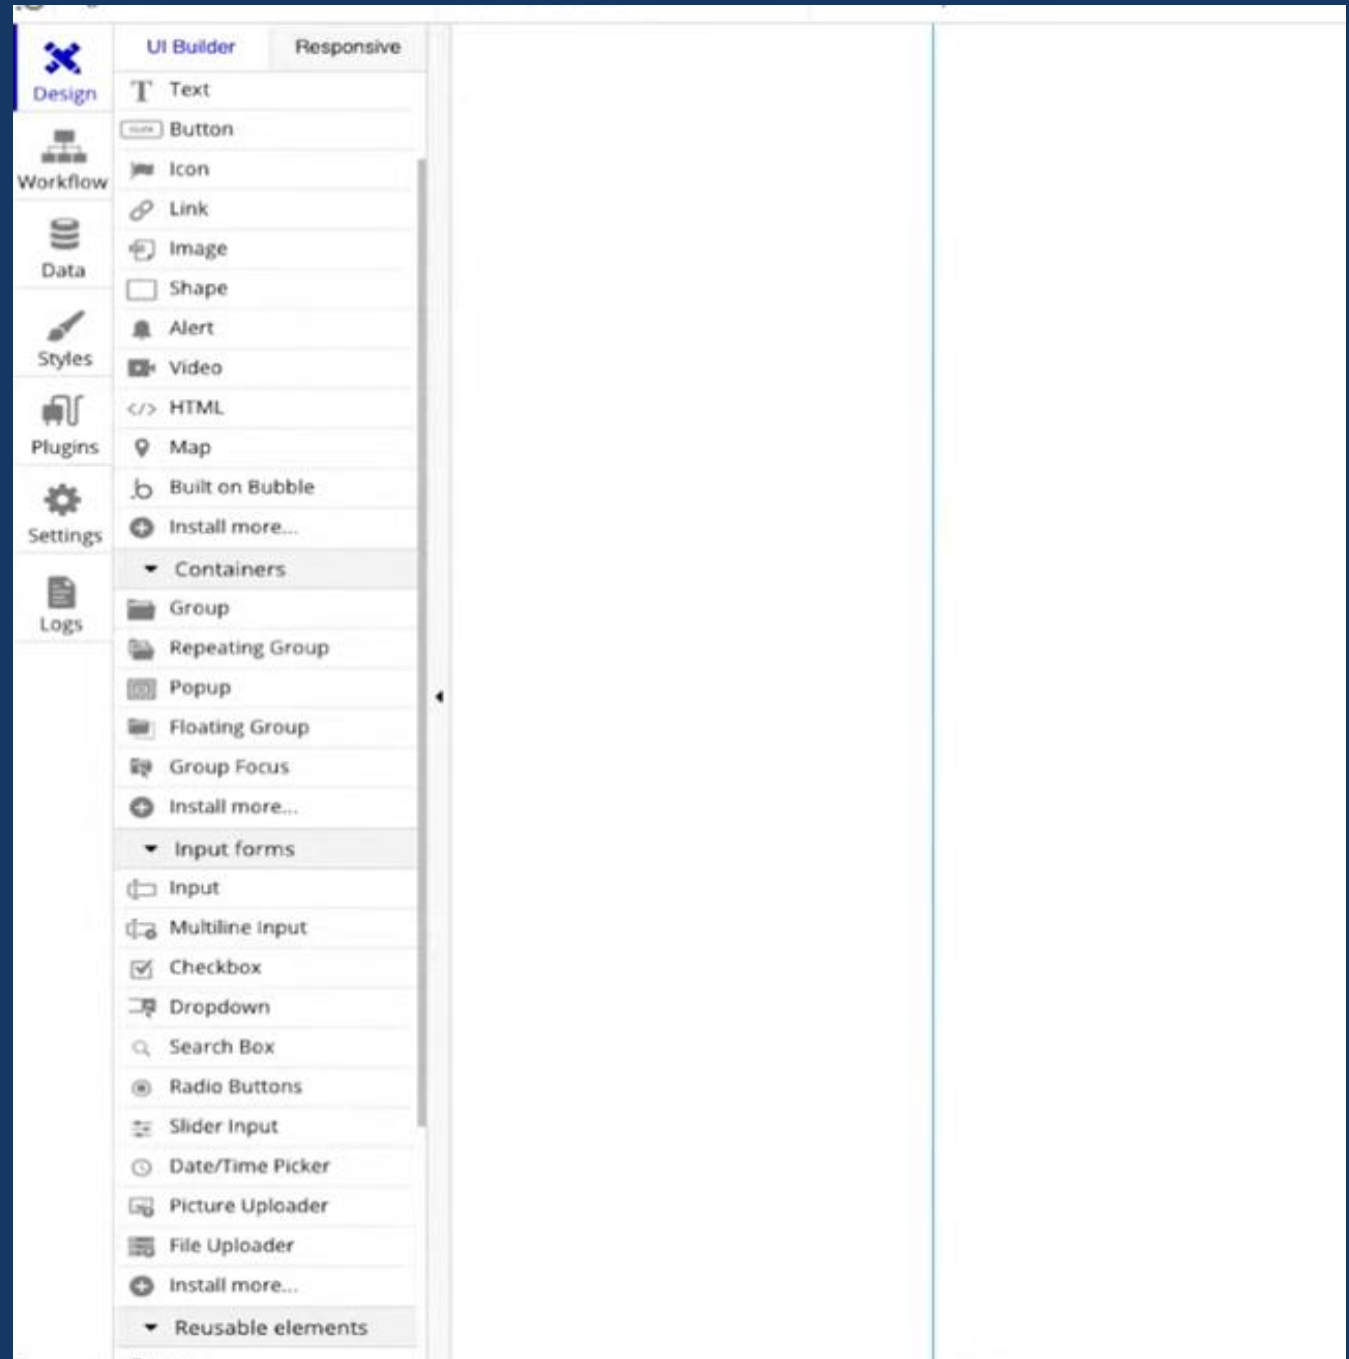 UI Builder
Responsive
Design
Workflow
Data
Styles
Plugins
Settings
Logs
Text
Button
Icon
Link
Image
Shape
Alert
Video
</> HTML
Map
Built on Bubble
Install more...
Containers
Group
Repeating Group
Popup
Floating Group
Group Focus
Install more...
Input forms
Input
Multiline Input
Checkbox
Dropdown
Search Box
Radio Buttons
Slider Input
Date/Time Picker
Picture Uploader
File Uploader
Install more...
Reusable elements